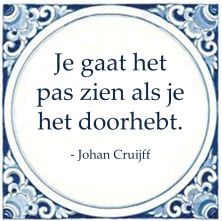 Je gaat het
pas zien als je
het doorhebt.
- Johan Cruijff